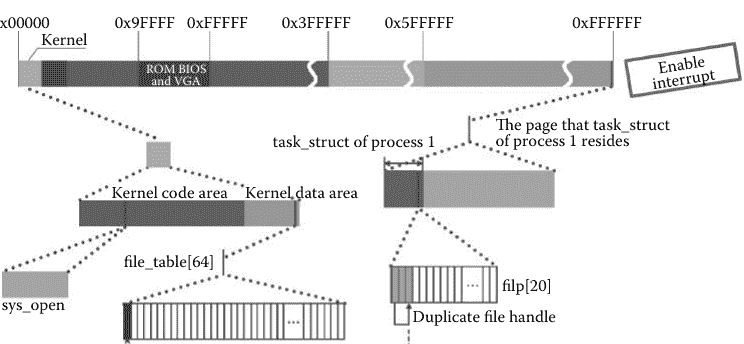 x00000 0x9FFFF 0xFFFFF 0x3FFFFF 0x5FFFFF 0xFFFFFF
Kernel
ROM BIOS
and VGA
Enable
interrupt
task_struct of process 1
The page that task_struct
of process 1 resides
Kernel code area Kernel data area
file_table[64]
sys_open
...
... filp[20]
Duplicate file handle